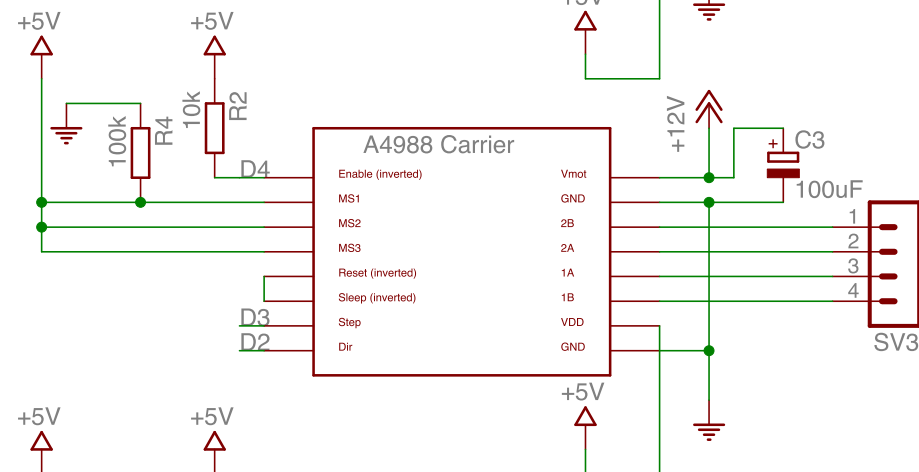 +5V
+5V
+5V
10k
R2
100k
R4
+12V
A4988 Carrier
+
C3
100uF
D4
Enable (inverted)
MS1
MS2
MS3
Reset (inverted)
Sleep (inverted)
D3
Step
D2
Dir
Vmot
GND
2B
2A
1A
1B
VDD
GND
1
2
3
4
SV3
+5V
+5V
+5V